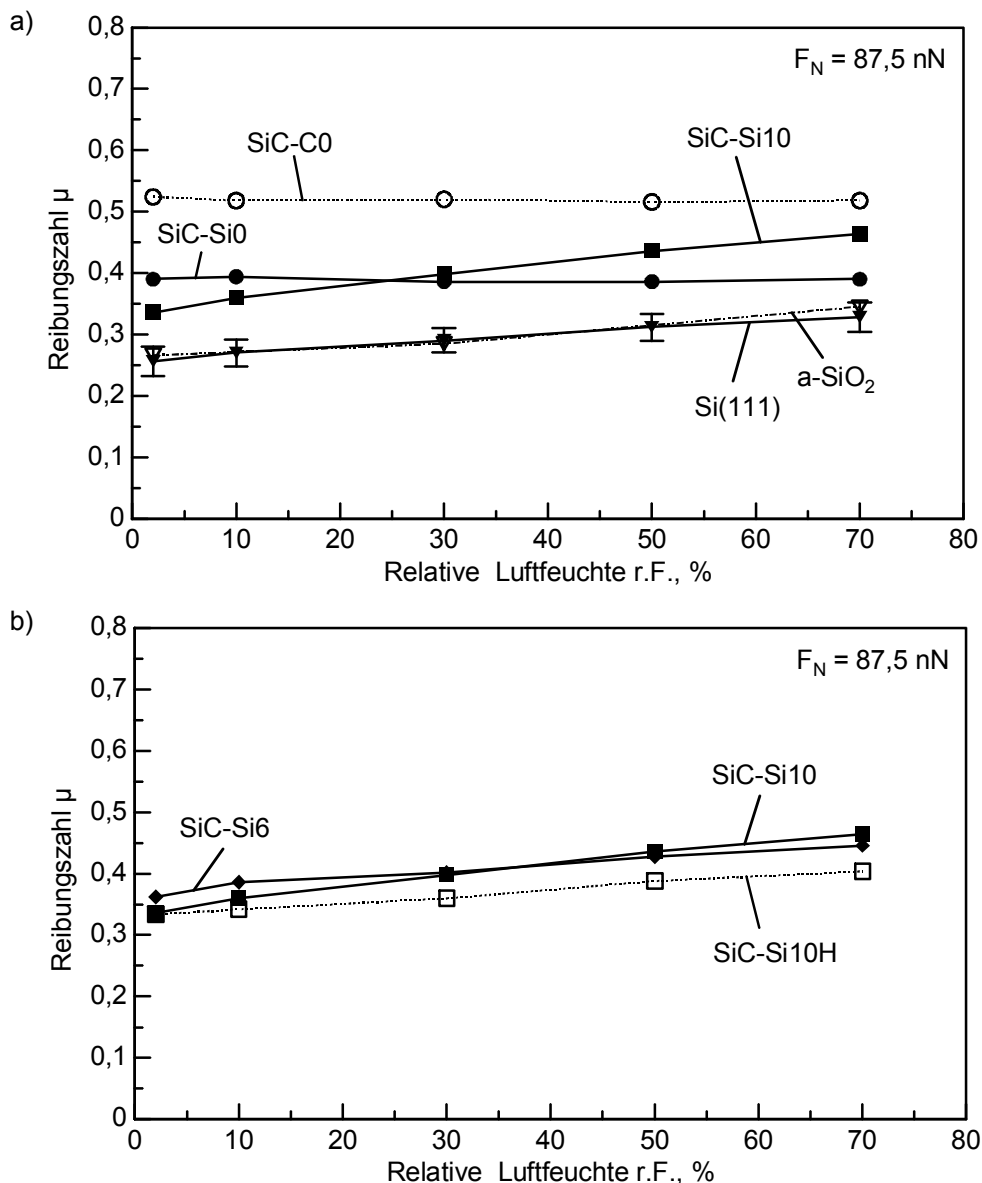 a)
0,8
0,7
0,6
0,5
0,4
0,3
0,2
0,1
0
Reibungszahl µ
F_N = 87,5 nN
SiC-C0
SiC-Si10
SiC-Si0
a-SiO₂
Si(111)
0 10 20 30 40 50 60 70 80
Relative Luftfeuchte r.F., %
b)
0,8
0,7
0,6
0,5
0,4
0,3
0,2
0,1
0
Reibungszahl µ
F_N = 87,5 nN
SiC-Si10
SiC-Si6
SiC-Si10H
0 10 20 30 40 50 60 70 80
Relative Luftfeuchte r.F., %